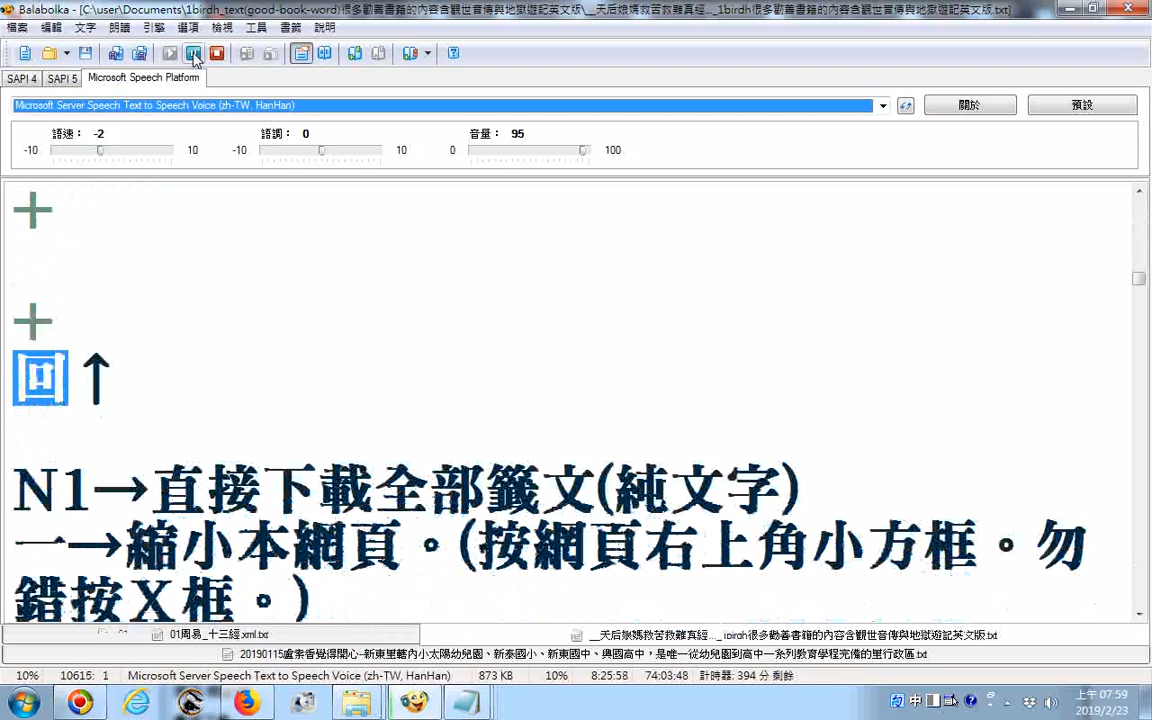 Balabolka - [C:\user\Documents\1birdh_text(good-book-word)很多勸善書籍的內容含觀世音傳與地獄遊記英文版\__天后娘媽救苦救難真經..._1birdh很多勸善書籍的內容含觀世音傳與地獄遊記英文版.txt]
檔案 編輯 文字 朗讀 引擎 選項 檢視 工具 書籤 說明
SAPI 4 SAPI 5 Microsoft Speech Platform
Microsoft Server Speech Text to Speech Voice (zh-TW, HanHan) 關於 預設
語速： -2 語調： 0 音量： 95
-10 10 -10 10 0 100
＋
＋
回 ↑
N1→直接下載全部籤文(純文字)
一→縮小本網頁。(按網頁右上角小方框。勿
錯按X框。)
01周易_十三經.xml.txt __天后娘媽救苦救難真經..._1birdh很多勸善書籍的內容含觀世音傳與地獄遊記英文版.txt
20190115盧素香覺得開心--新東里轄內小太陽幼兒園、新泰國小、新東國中、興國高中，是唯一從幼兒園到高中一系列教育學程完備的里行政區.txt
10% 10615: 1 Microsoft Server Speech Text to Speech Voice (zh-TW, HanHan) 873 KB 10% 8:25:58 74:03:48 計時器: 394 分 剩餘
中
上午 07:59
2019/2/23